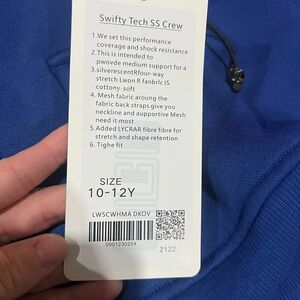 Swifty Tech SS Crew
1.We set this performance
coverage and shock resistance
2.This is intended to
pwovde medium support for a
3.silverescentRfour-way
stretch Lwon R fanbric IS
cottony-soft
4. Mesh fabric aroung the
fabric back straps give you
neckline and aupportive Mesh
need it most
5.Added LYCRAR fibre fibre for
stretch and shape retention
6. Tighe fit
SIZE
10-12Y
LW5CWHMA DKOV
0001230254
2122